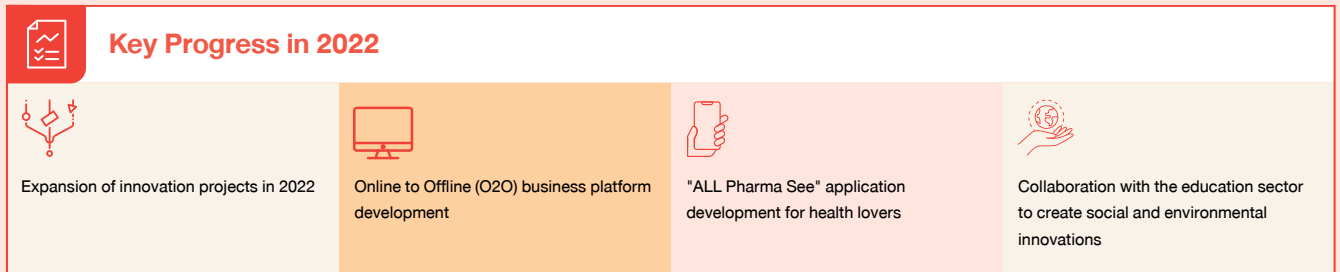 Key Progress in 2022
Expansion of innovation projects in 2022
Online to Offline (O2O) business platform
development
"ALL Pharma See" application
development for health lovers
Collaboration with the education sector
to create social and environmental
innovations